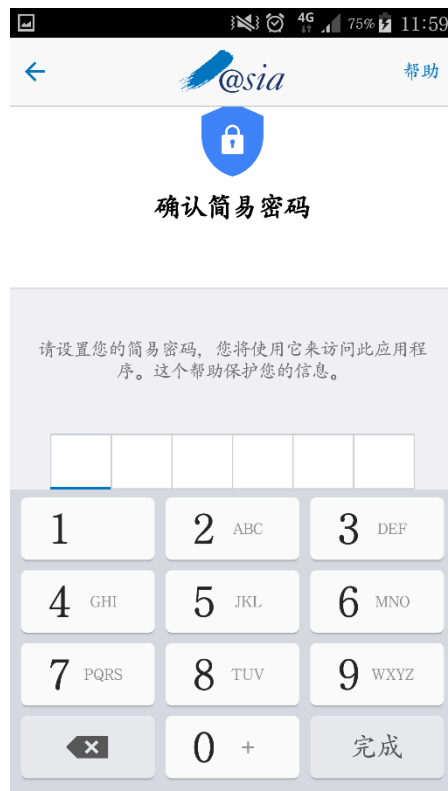 4G 75% 11:59
@sia 帮助
确认简易密码
请设置您的简易密码，您将使用它来访问此应用程
序。这个帮助保护您的信息。
1 2 ABC 3 DEF
4 GHI 5 JKL 6 MNO
7 PQRS 8 TUV 9 WXYZ
0 + 完成